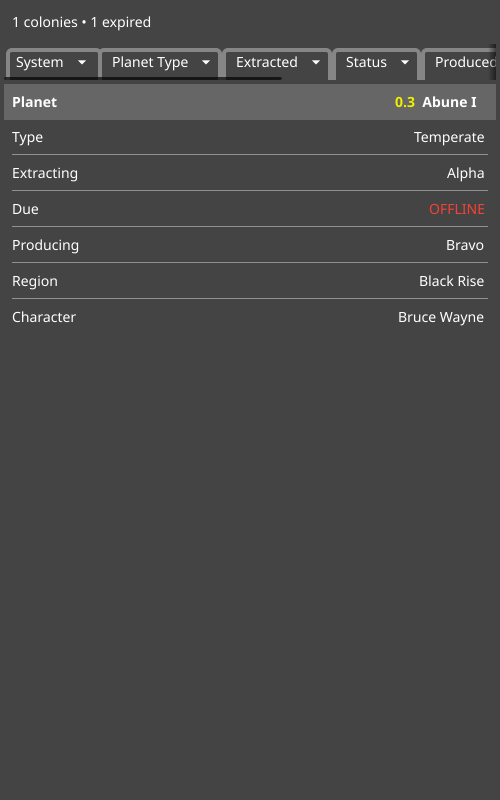 1 colonies • 1 expired
System Planet Type Extracted Status Produced
Planet 0.3 Abune I
Type Temperate
Extracting Alpha
Due OFFLINE
Producing Bravo
Region Black Rise
Character Bruce Wayne